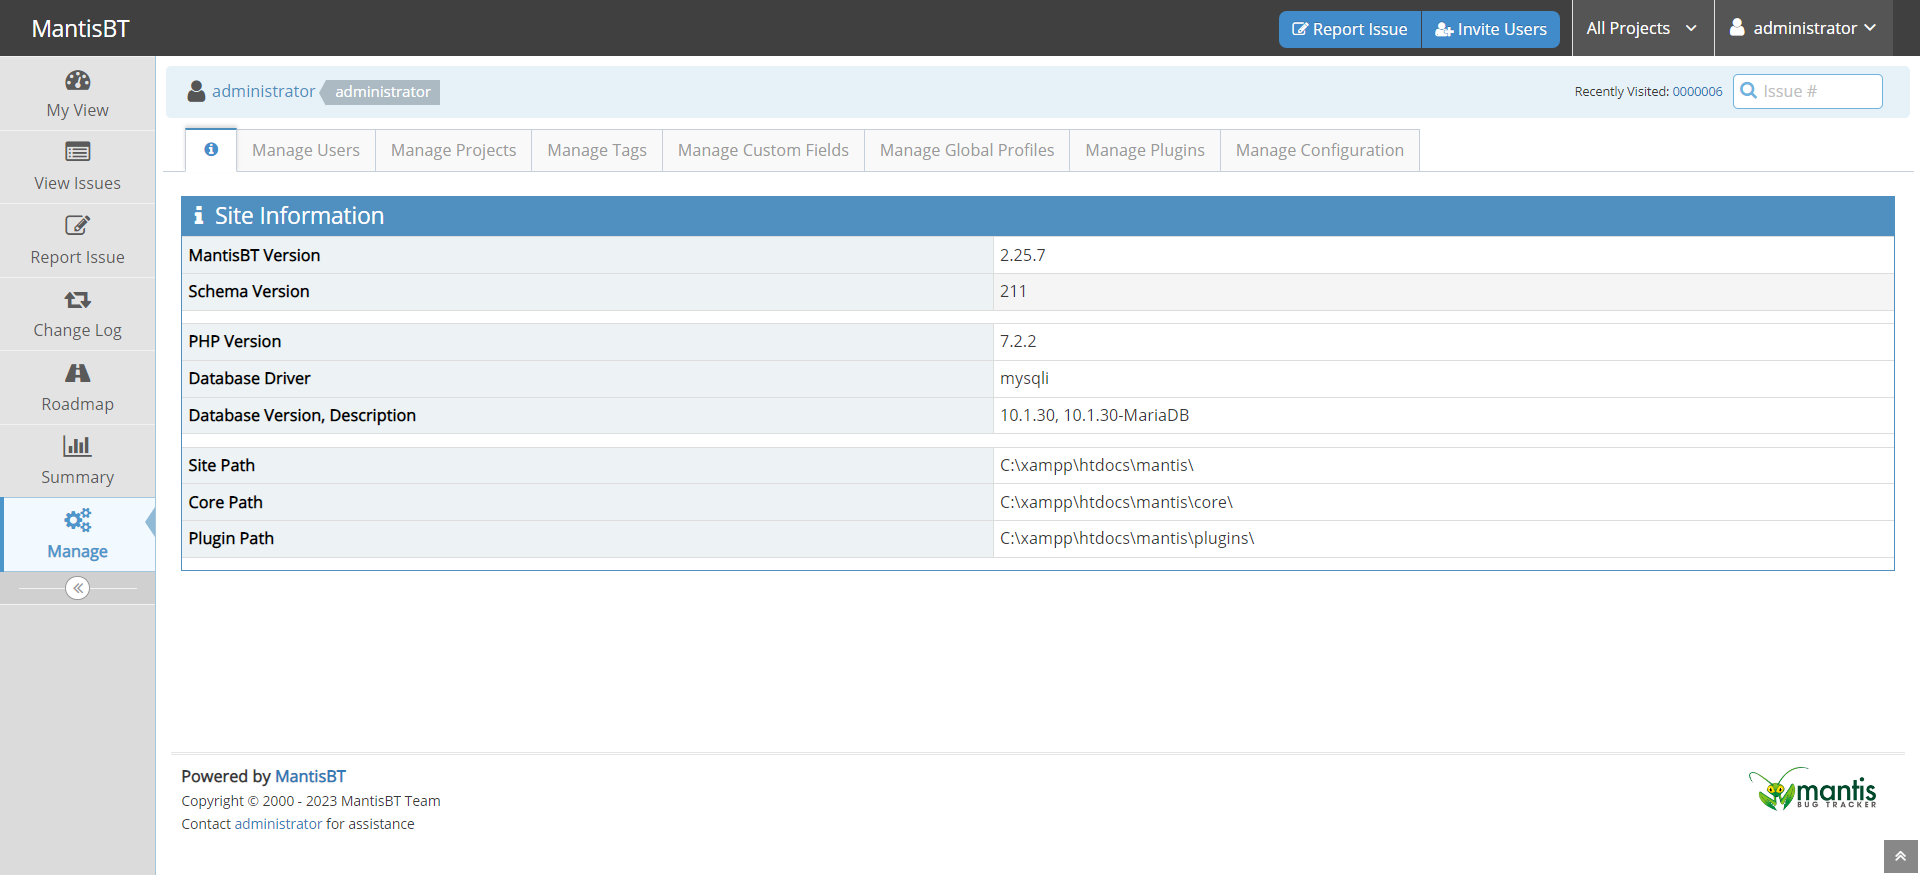 MantisBT
Report Issue
Invite Users
All Projects
administrator
My View
View Issues
Report Issue
Change Log
Roadmap
Summary
Manage
administrator
administrator
Recently Visited: 0000006
Issue #
Manage Users
Manage Projects
Manage Tags
Manage Custom Fields
Manage Global Profiles
Manage Plugins
Manage Configuration
Site Information
MantisBT Version 2.25.7
Schema Version 211
PHP Version 7.2.2
Database Driver mysqli
Database Version, Description 10.1.30, 10.1.30-MariaDB
Site Path C:\xampp\htdocs\mantis\
Core Path C:\xampp\htdocs\mantis\core\
Plugin Path C:\xampp\htdocs\mantis\plugins\
Powered by MantisBT
Copyright © 2000 - 2023 MantisBT Team
Contact administrator for assistance
mantis
BUG TRACKER